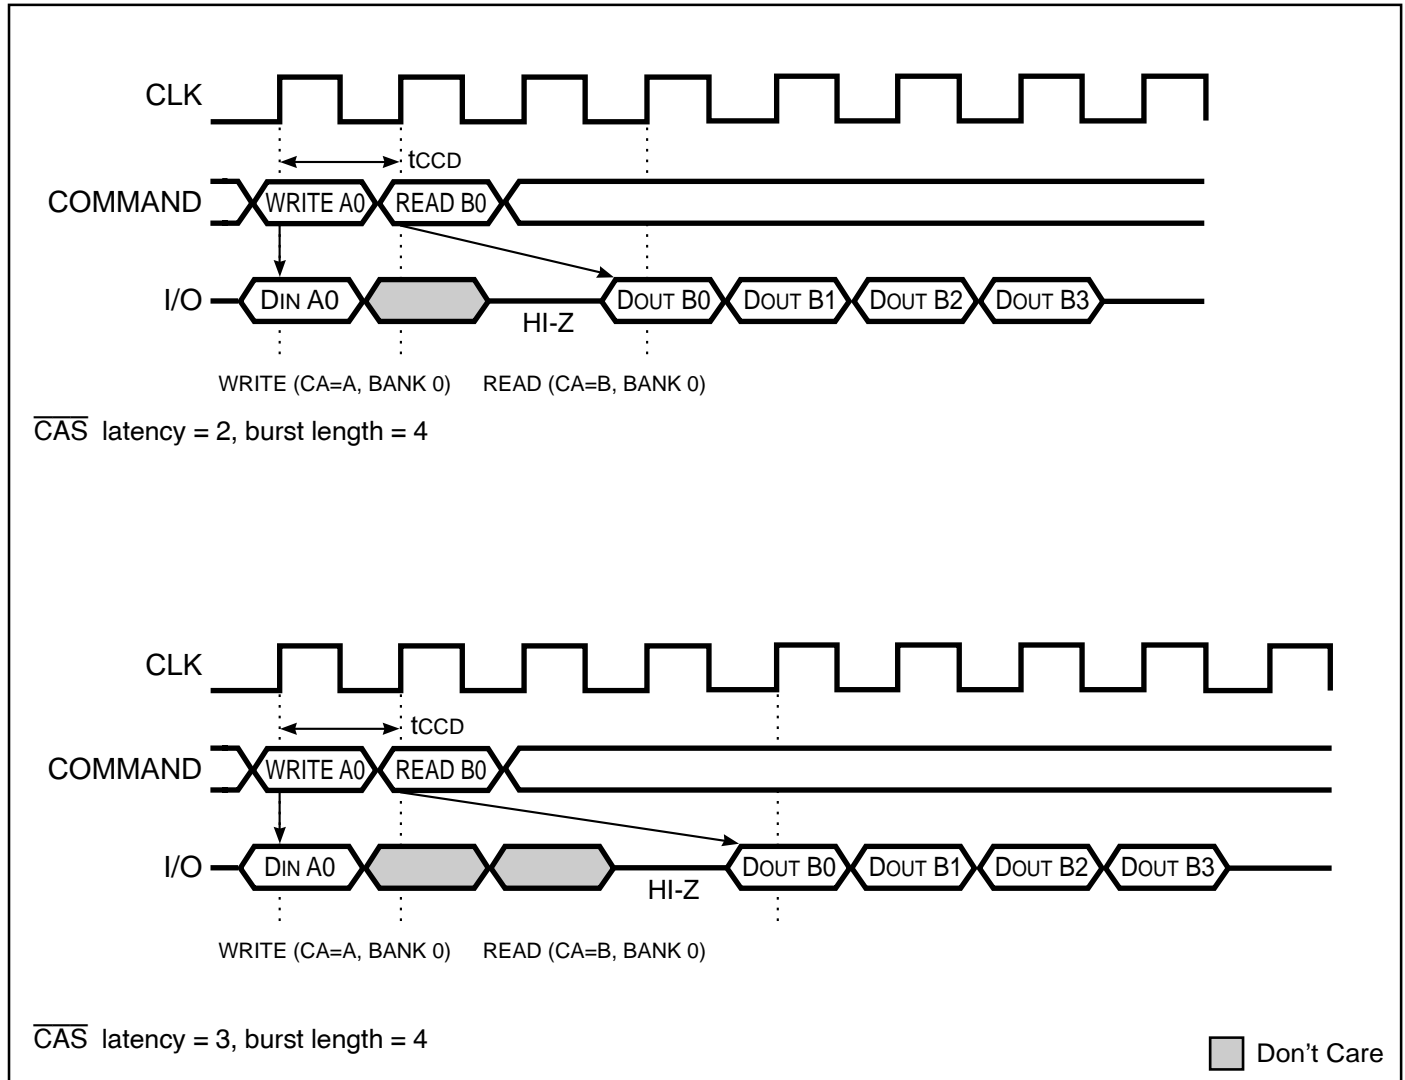 CLK
tCCD
COMMAND WRITE A0 READ B0
I/O DIN A0 DOUT B0 DOUT B1 DOUT B2 DOUT B3
HI-Z
WRITE (CA=A, BANK 0) READ (CA=B, BANK 0)
CAS latency = 2, burst length = 4
CLK
tCCD
COMMAND WRITE A0 READ B0
I/O DIN A0 DOUT B0 DOUT B1 DOUT B2 DOUT B3
HI-Z
WRITE (CA=A, BANK 0) READ (CA=B, BANK 0)
CAS latency = 3, burst length = 4
Don't Care